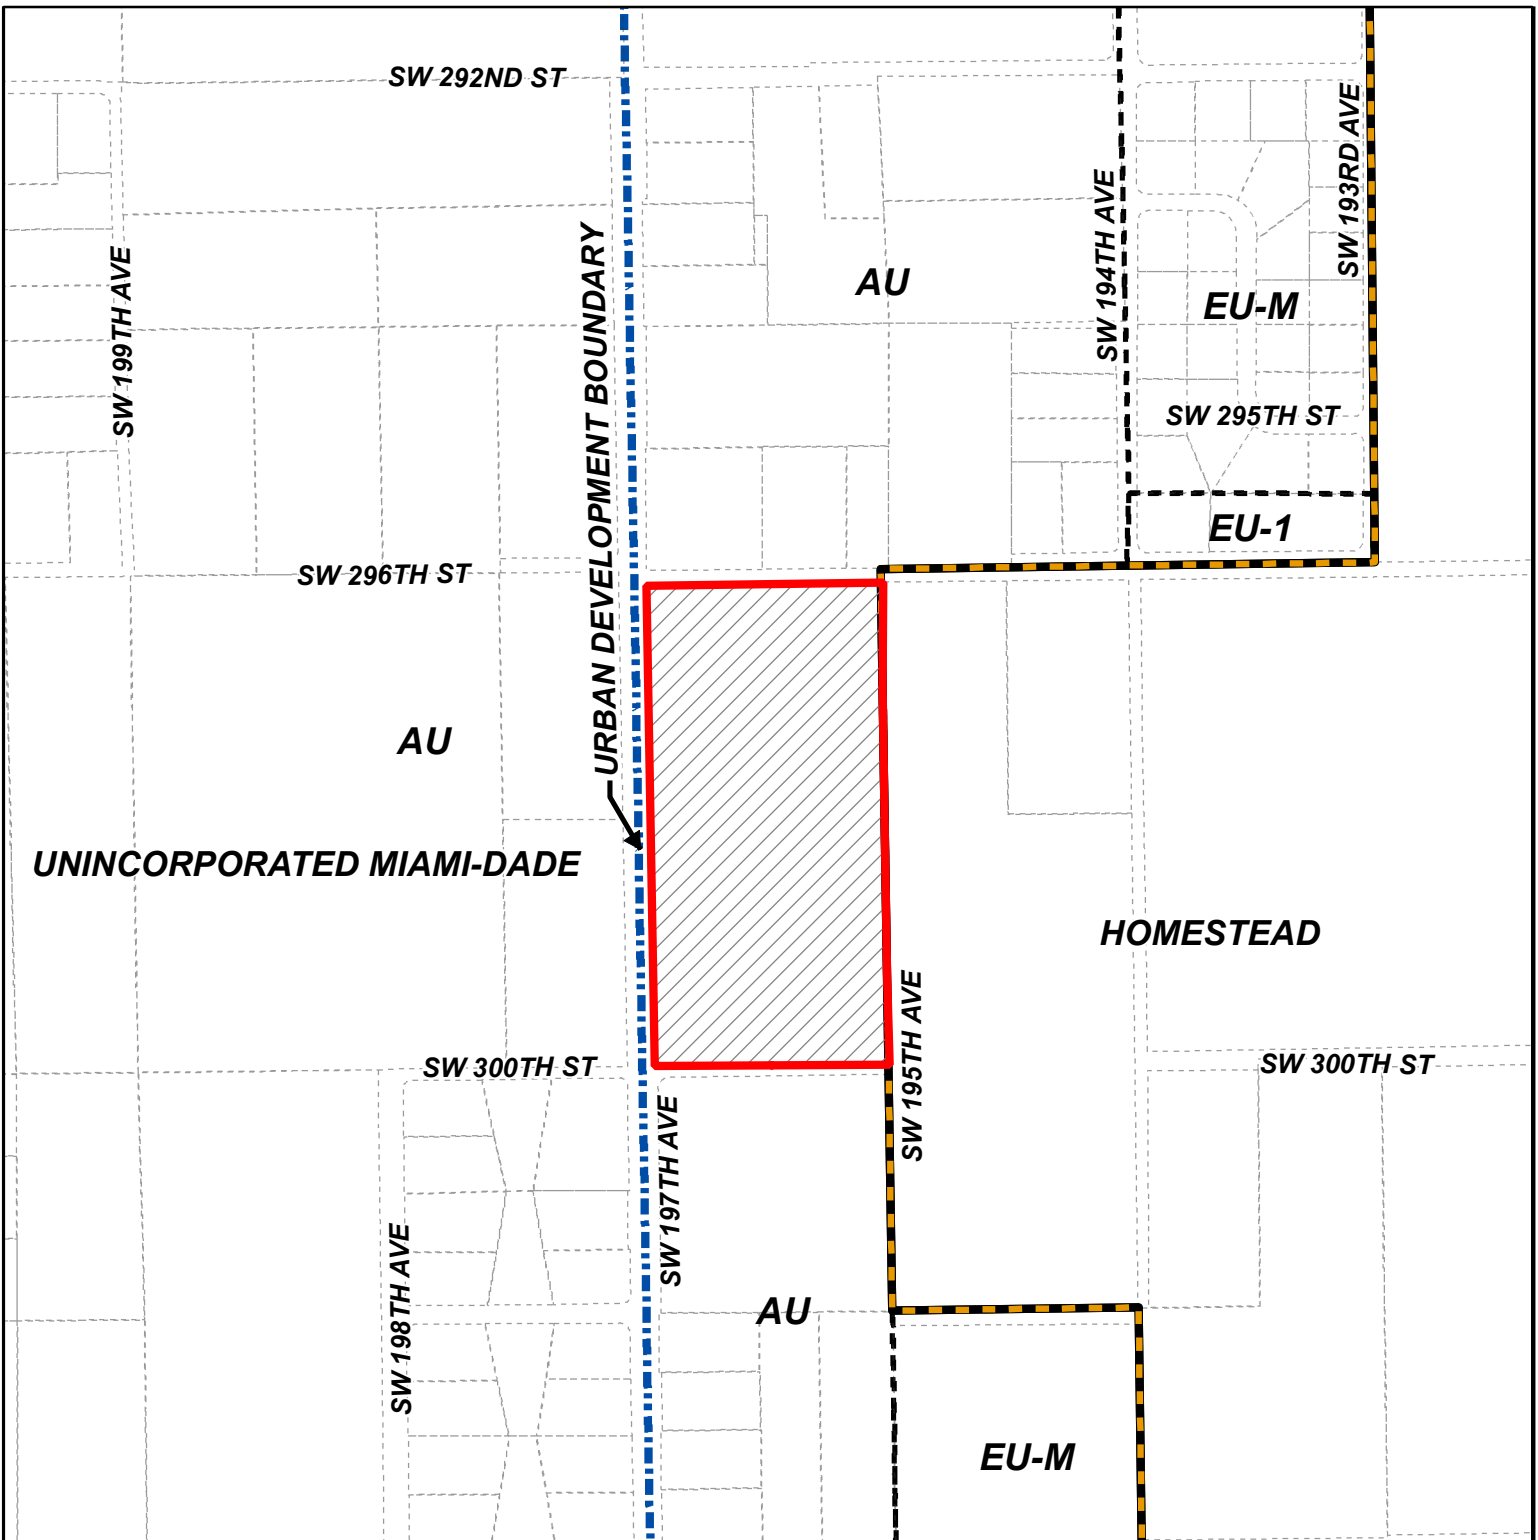 SW 292ND ST
SW 193RD AVE
SW 194TH AVE
SW 199TH AVE
URBAN DEVELOPMENT BOUNDARY
AU
EU-M
SW 295TH ST
EU-1
SW 296TH ST
AU
UNINCORPORATED MIAMI-DADE
HOMESTEAD
SW 195TH AVE
SW 300TH ST
SW 300TH ST
SW 197TH AVE
SW 198TH AVE
AU
EU-M